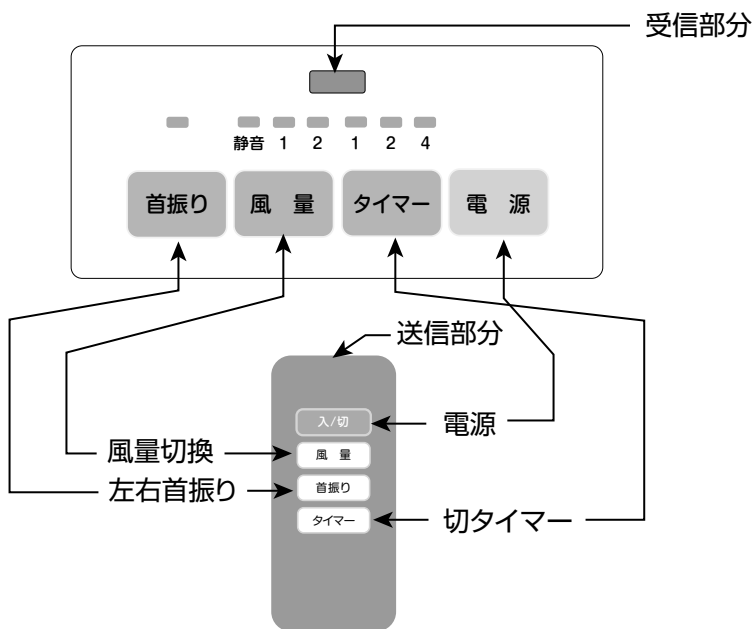 受信部分
静音 1 2 1 2 4
首振り 風 量 タイマー 電 源
送信部分
入/切 電源
風量切換 風 量
左右首振り 首振り
タイマー 切タイマー